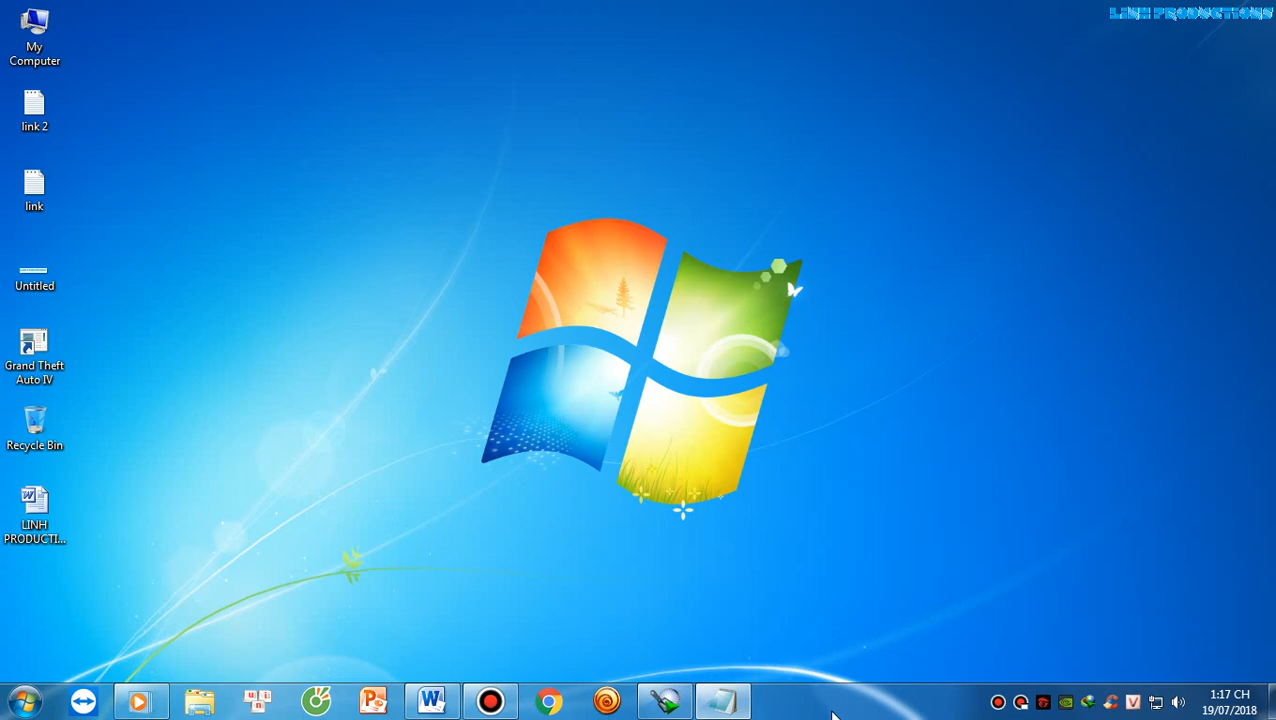 LINH PRODUCTIONS
My
Computer
link 2
link
Untitled
Grand Theft
Auto IV
Recycle Bin
LINH
PRODUCTI...
u i
n
1:17 CH
19/07/2018